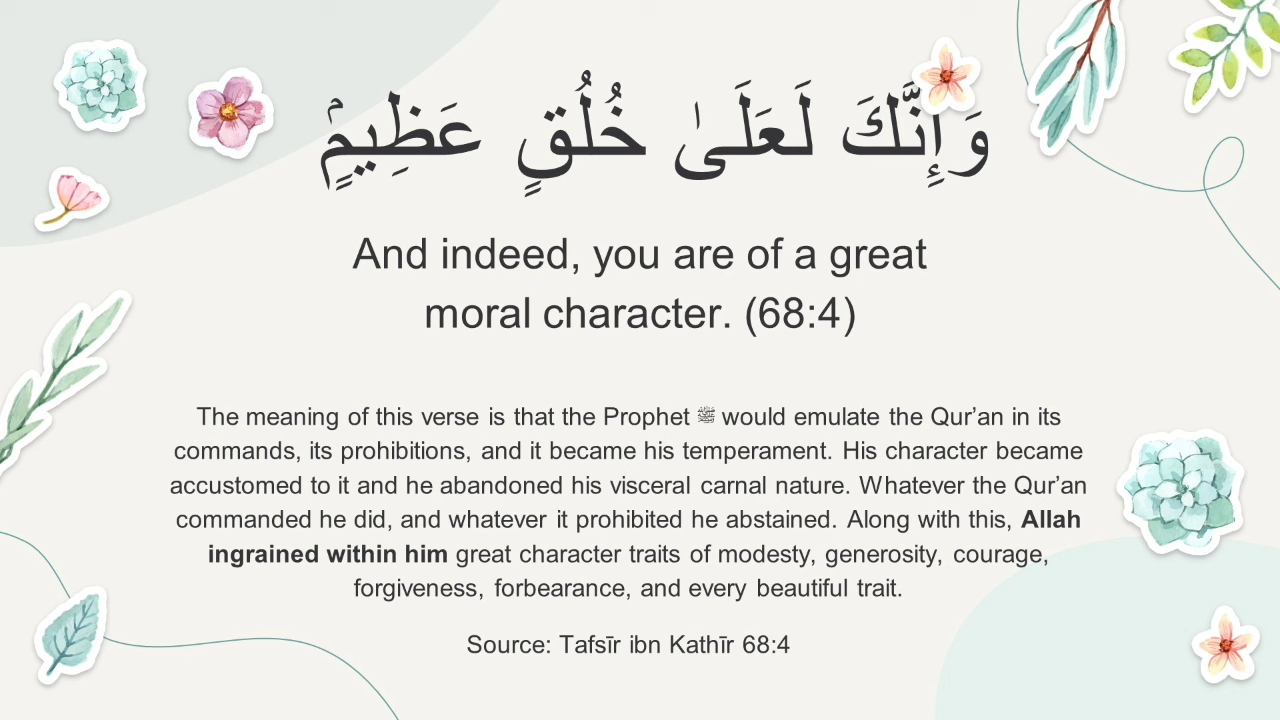 وَإِنَّكَ لَعَلَىٰ خُلُقٍ عَظِيمٍۢ
And indeed, you are of a great
moral character. (68:4)
The meaning of this verse is that the Prophet ﷺ would emulate the Qur’an in its
commands, its prohibitions, and it became his temperament. His character became
accustomed to it and he abandoned his visceral carnal nature. Whatever the Qur’an
commanded he did, and whatever it prohibited he abstained. Along with this, Allah
ingrained within him great character traits of modesty, generosity, courage,
forgiveness, forbearance, and every beautiful trait.
Source: Tafsīr ibn Kathīr 68:4